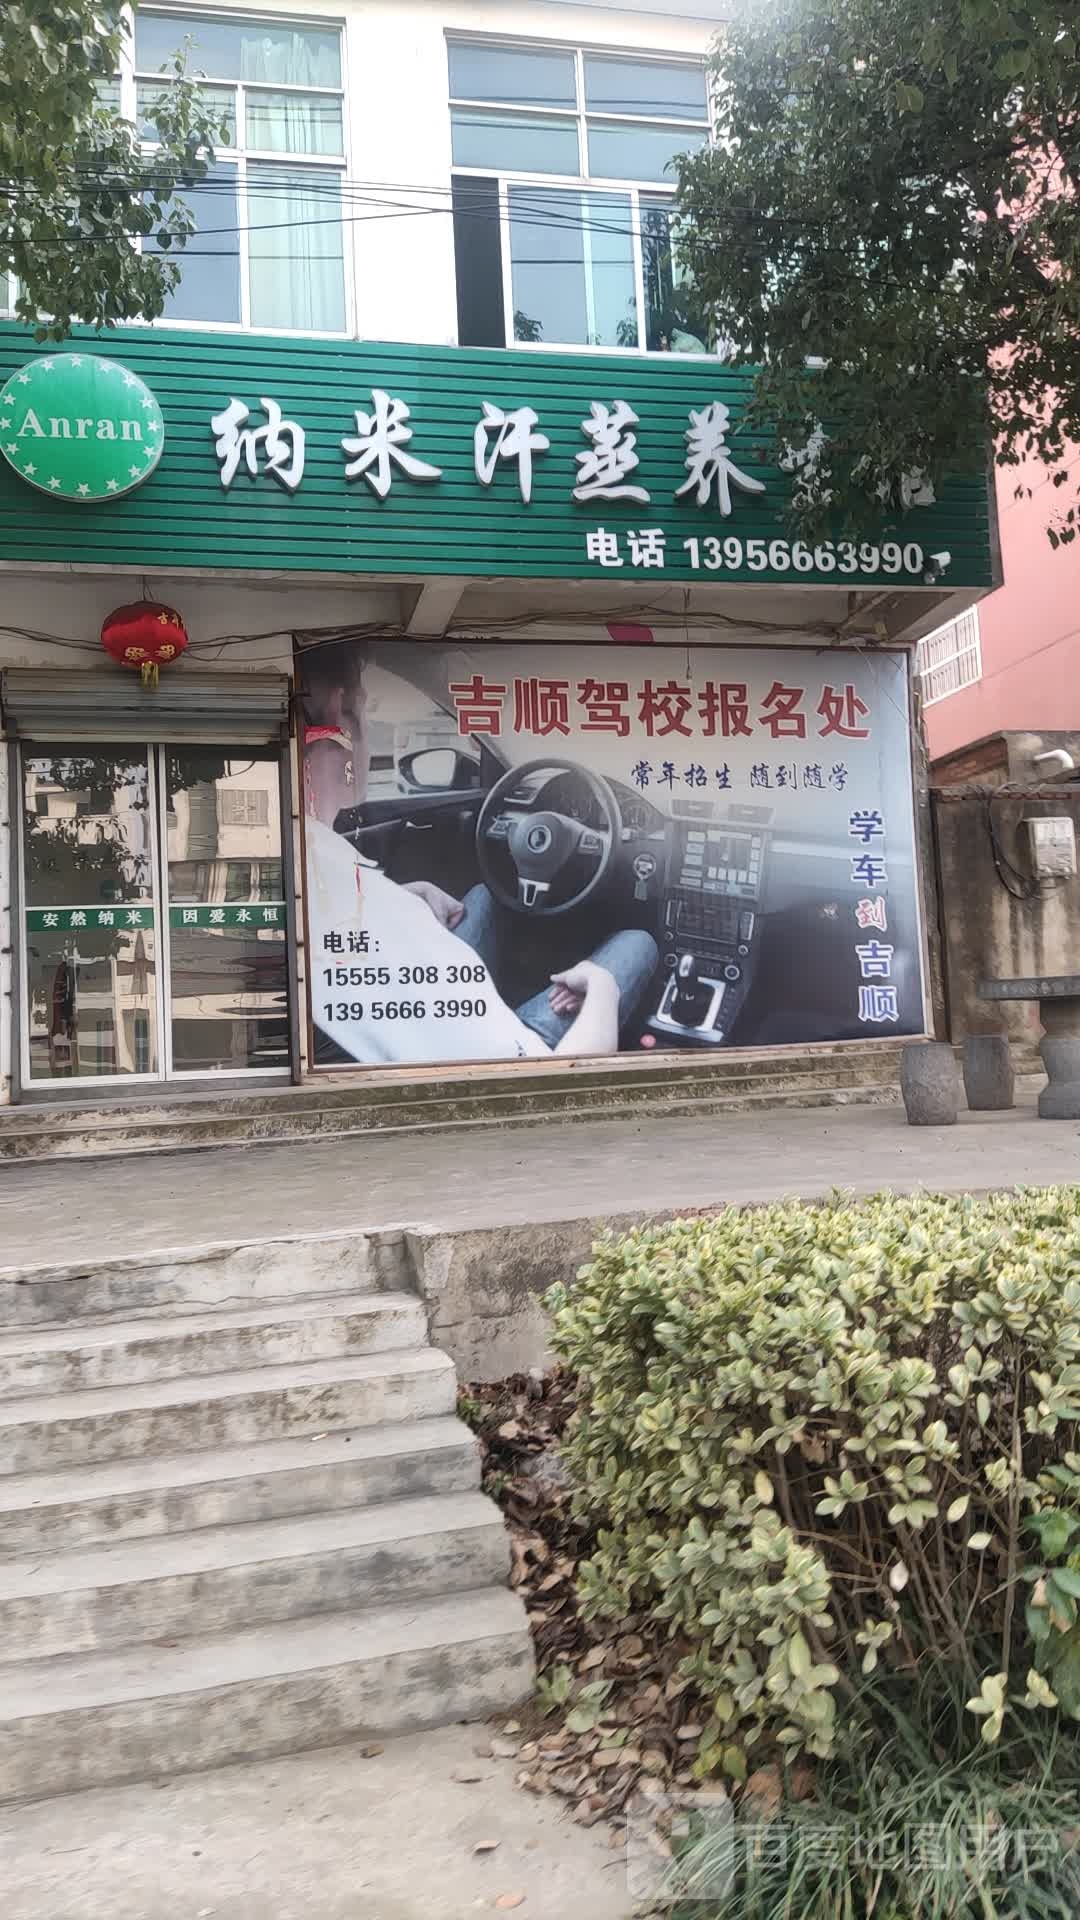 Anran
纳米汗蒸养
电话 13956663990
吉顺驾校报名处
常年招生 随到随学
学车到吉顺
安然纳米 因爱永恒
电话:
15555 308 308
139 5666 3990
百度地图用户